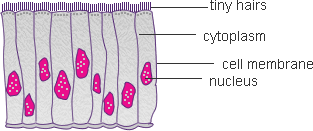 tiny hairs
cytoplasm
cell membrane
nucleus